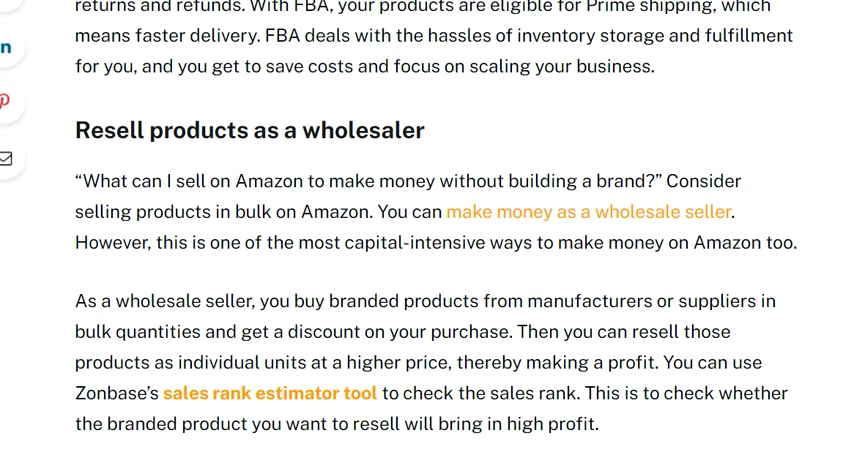 returns and refunds. With FBA, your products are eligible for Prime shipping, which
means faster delivery. FBA deals with the hassles of inventory storage and fulfillment
for you, and you get to save costs and focus on scaling your business.
Resell products as a wholesaler
“What can I sell on Amazon to make money without building a brand?” Consider
selling products in bulk on Amazon. You can make money as a wholesale seller.
However, this is one of the most capital-intensive ways to make money on Amazon too.
As a wholesale seller, you buy branded products from manufacturers or suppliers in
bulk quantities and get a discount on your purchase. Then you can resell those
products as individual units at a higher price, thereby making a profit. You can use
Zonbase’s sales rank estimator tool to check the sales rank. This is to check whether
the branded product you want to resell will bring in high profit.